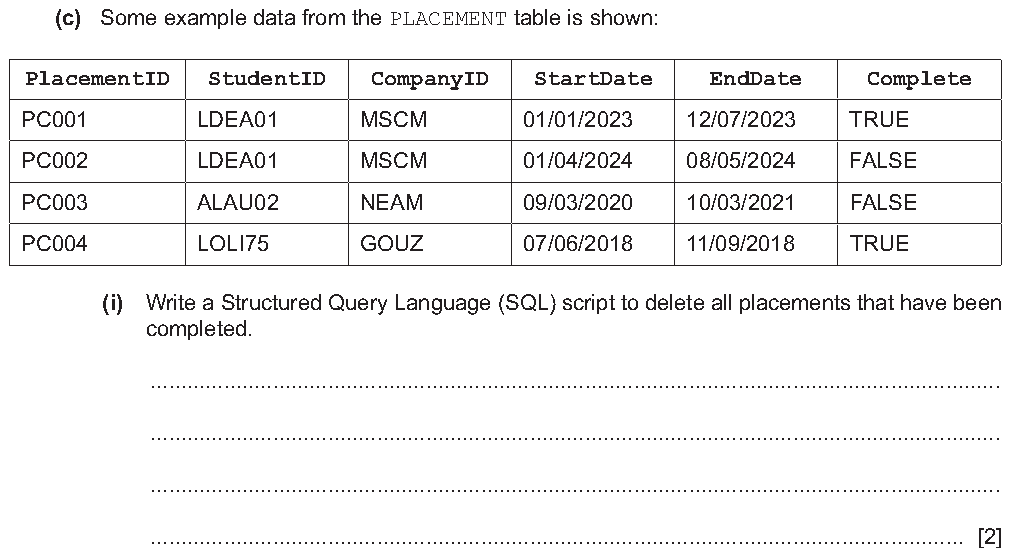 (c) Some example data from the PLACEMENT table is shown:
PlacementID StudentID CompanyID StartDate EndDate Complete
PC001 LDEA01 MSCM 01/01/2023 12/07/2023 TRUE
PC002 LDEA01 MSCM 01/04/2024 08/05/2024 FALSE
PC003 ALAU02 NEAM 09/03/2020 10/03/2021 FALSE
PC004 LOLI75 GOUZ 07/06/2018 11/09/2018 TRUE
(i) Write a Structured Query Language (SQL) script to delete all placements that have been
completed.
[2]